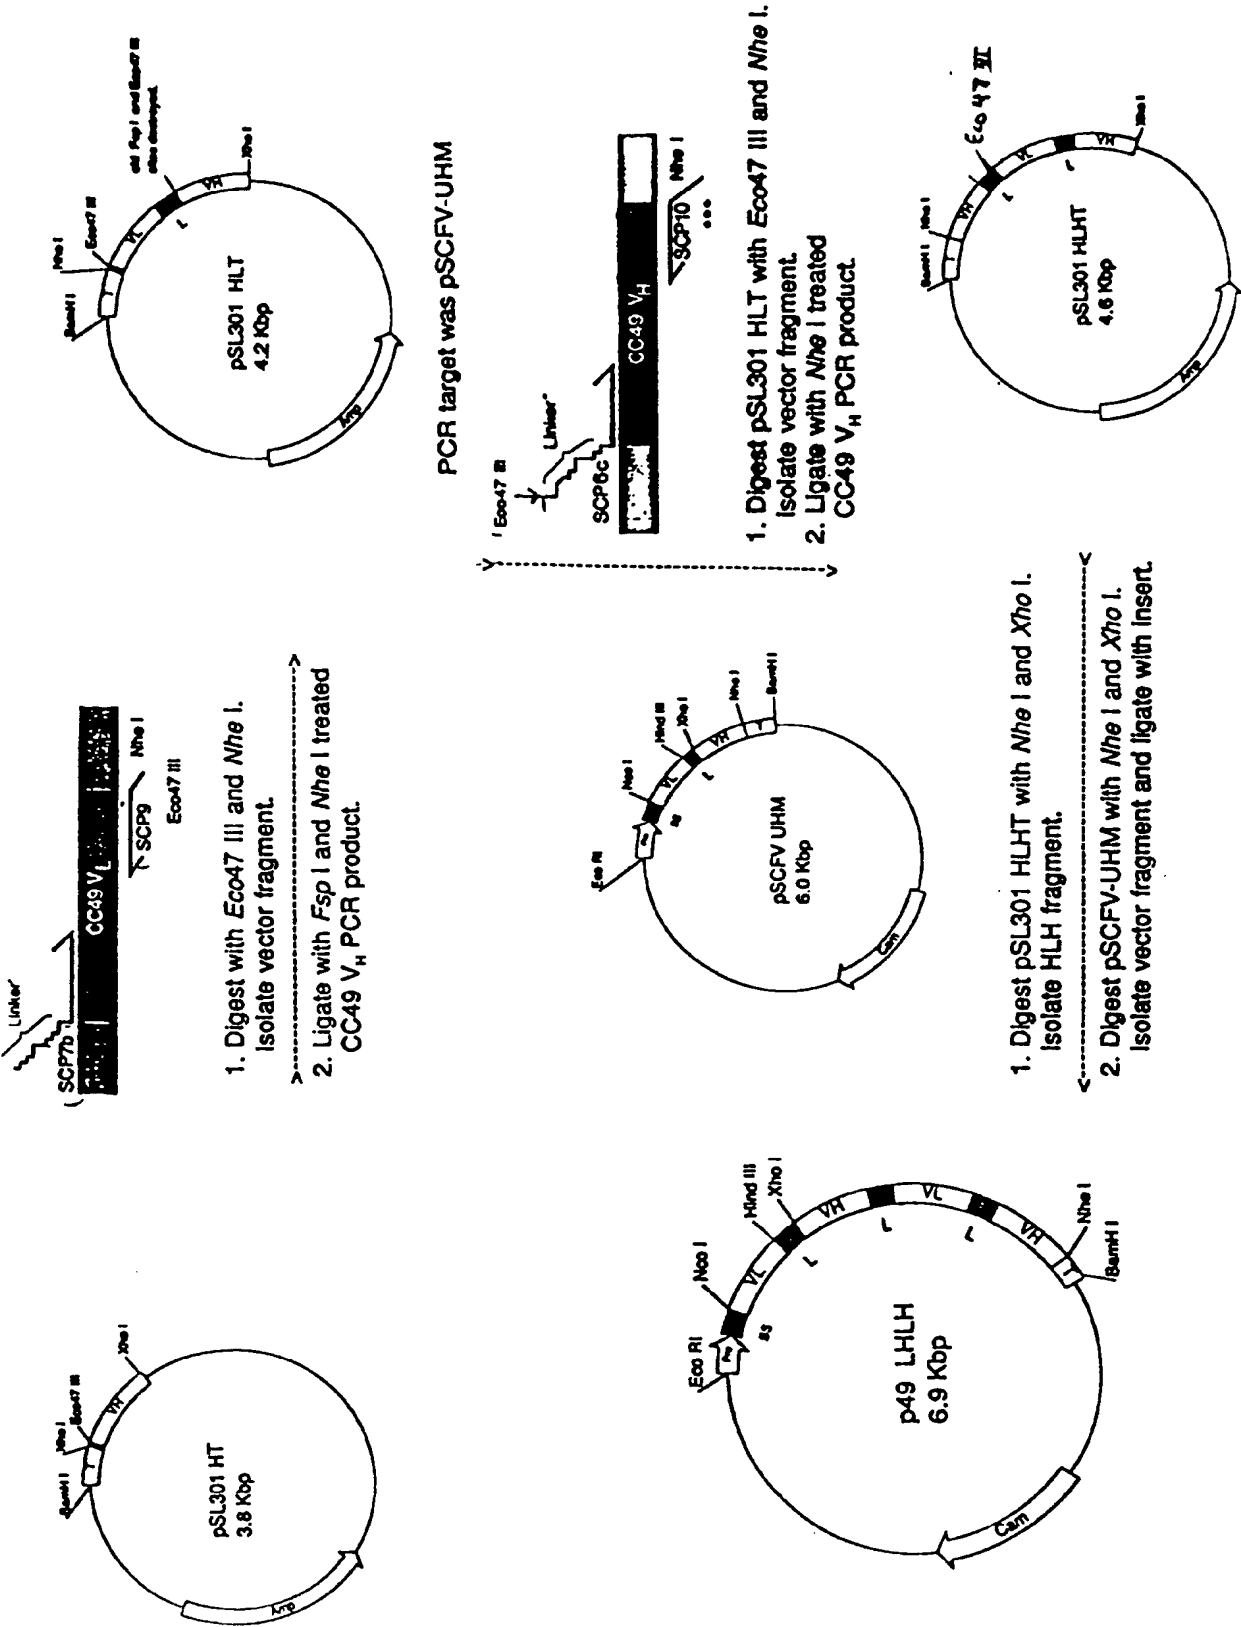 BamH I
Nhe I
Eco47 III
Xho I
T
VH
pSL301 HT
3.8 Kbp
Linker'
SCP7b
CC49 VL
SCP9
Nhe I
Eco47 III
1. Digest with Eco47 III and Nhe I.
Isolate vector fragment.
2. Ligate with Fsp I and Nhe I treated
CC49 VH PCR product.
BamH I
Nhe I
Eco47 III
old Fsp I and Eco47 III
sites destroyed.
T
VL
L
VH
Xho I
pSL301 HLT
4.2 Kbp
Amp
PCR target was pSCFV-UHM
Eco47 III
Linker"
SCP6c
CC49 VH
SCP10
Nhe I
1. Digest pSL301 HLT with Eco47 III and Nhe I.
Isolate vector fragment.
2. Ligate with Nhe I treated
CC49 VH PCR product.
BamH I
Nhe I
Eco 47 III
T
VH
L
VL
L
VH
Xho I
pSL301 HLHT
4.6 Kbp
Amp
Eco RI
Nco I
Hind III
Xho I
Nhe I
BamH I
VL
L
VH
T
pSCFV UHM
6.0 Kbp
Cam
1. Digest pSL301 HLHT with Nhe I and Xho I.
Isolate HLH fragment.
2. Digest pSCFV-UHM with Nhe I and Xho I.
Isolate vector fragment and ligate with insert.
Eco RI
Nco I
Hind III
Xho I
VL
L
VH
L
VL
L
VH
T
Nhe I
BamH I
p49 LHLH
6.9 Kbp
Cam